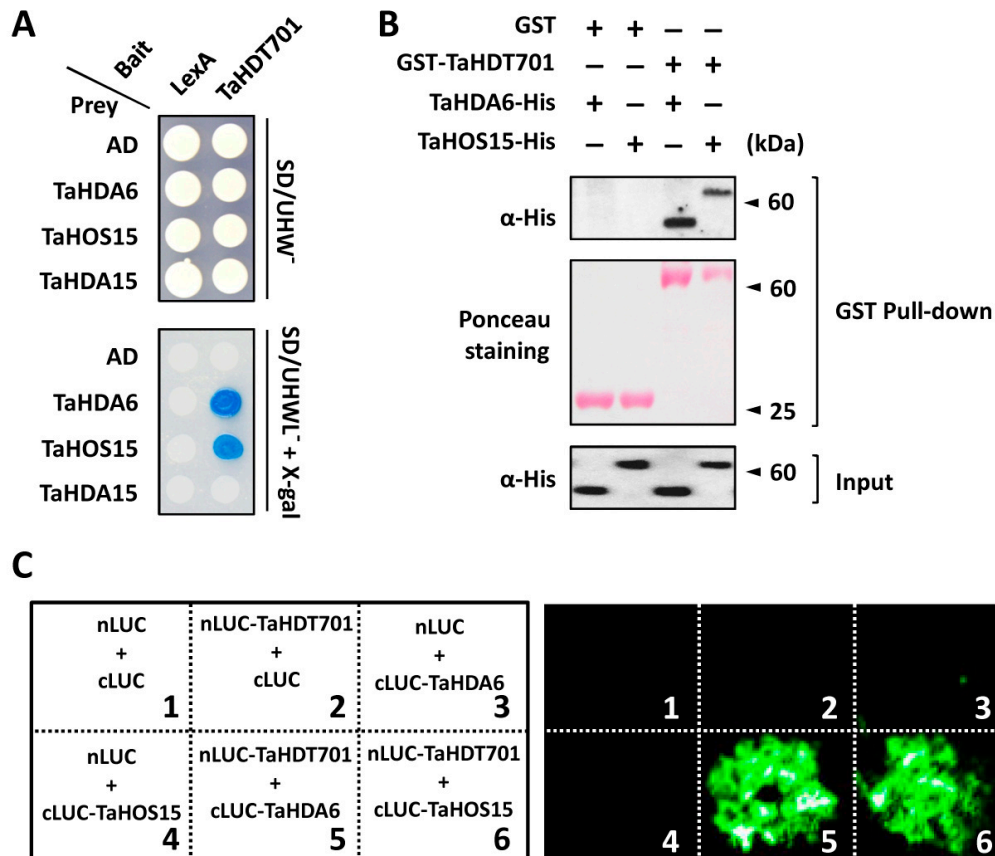 A
Bait
Prey
LexA
TaHDT701
AD
TaHDA6
TaHOS15
TaHDA15
SD/UHW⁻
AD
TaHDA6
TaHOS15
TaHDA15
SD/UHWL⁻ + X-gal
B
GST + + − −
GST-TaHDT701 − − + +
TaHDA6-His + − + −
TaHOS15-His − + − + (kDa)
α-His ◄ 60
Ponceau
staining
◄ 60
◄ 25
GST Pull-down
α-His ◄ 60 Input
C
nLUC
+
cLUC
1
nLUC-TaHDT701
+
cLUC
2
nLUC
+
cLUC-TaHDA6
3
nLUC
+
cLUC-TaHOS15
4
nLUC-TaHDT701
+
cLUC-TaHDA6
5
nLUC-TaHDT701
+
cLUC-TaHOS15
6
1 2 3
4 5 6